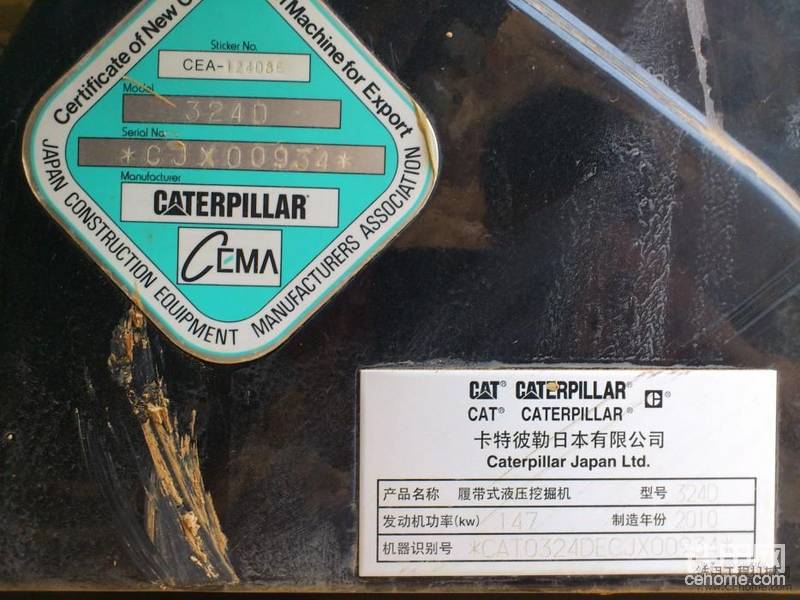 Certificate of New C
Machine for Export
Sticker No.
CEA-
Model
324D
Serial No.
*CJX00934*
Manufacturer
CATERPILLAR
CEMA
JAPAN CONSTRUCTION EQUIPMENT MANUFACTURERS ASSOCIATION
CAT® CATERPILLAR® C®
CAT® CATERPILLAR®
卡特彼勒日本有限公司
Caterpillar Japan Ltd.
产品名称 履带式液压挖掘机 型号 324D
发动机功率(kw) 147 制造年份 2010
机器识别号 *CAT0324DECJX00934*
cehome.com